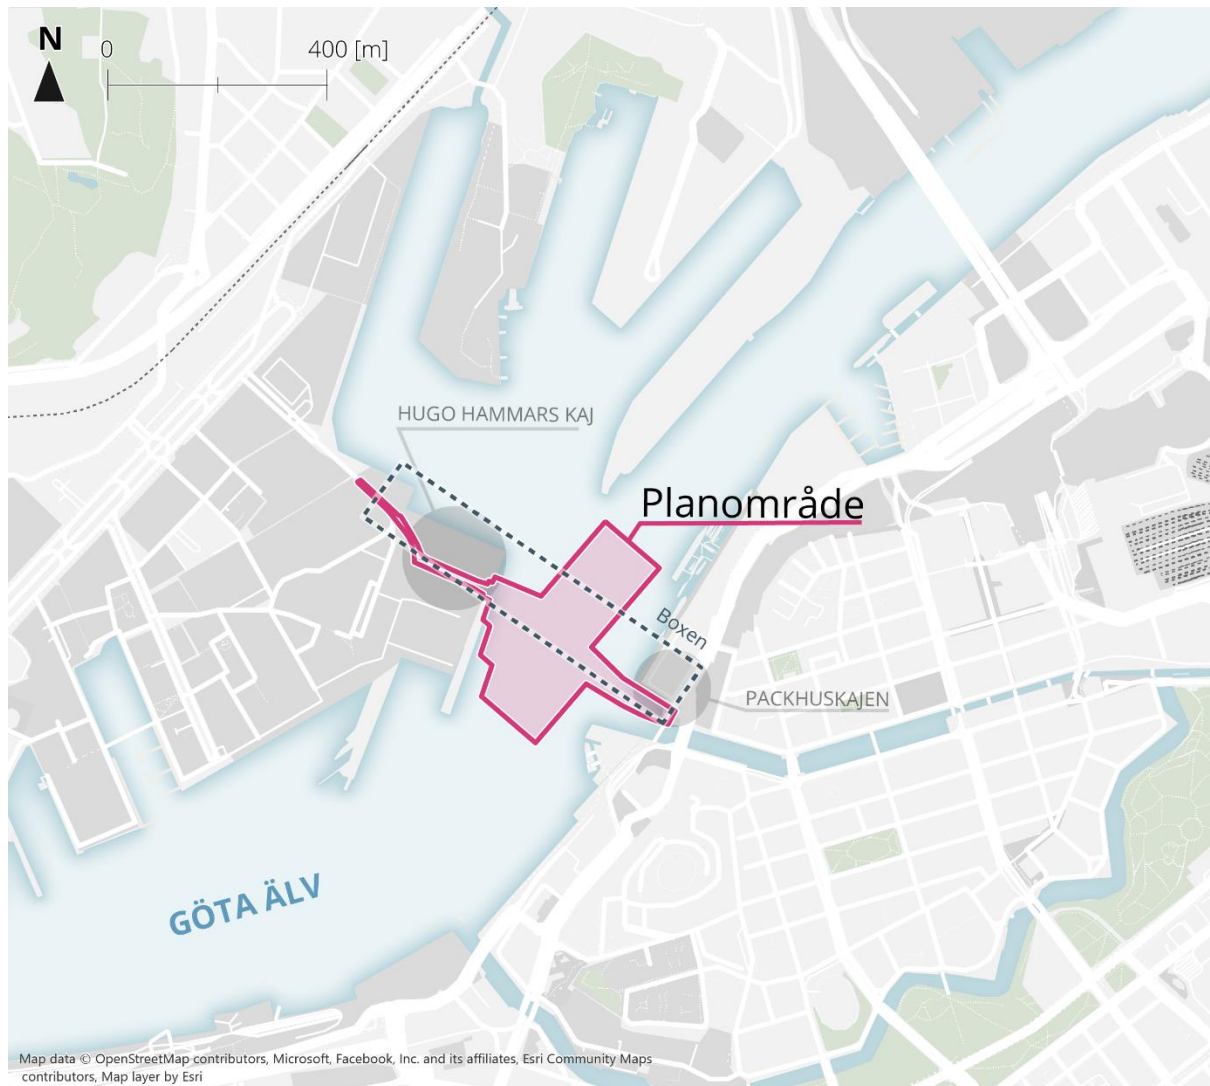 N
0 400 [m]
HUGO HAMMARS KAJ
Planområde
Boxen
PACKHUSKAJEN
GÖTA ÄLV
Map data © OpenStreetMap contributors, Microsoft, Facebook, Inc. and its affiliates, Esri Community Maps
contributors, Map layer by Esri